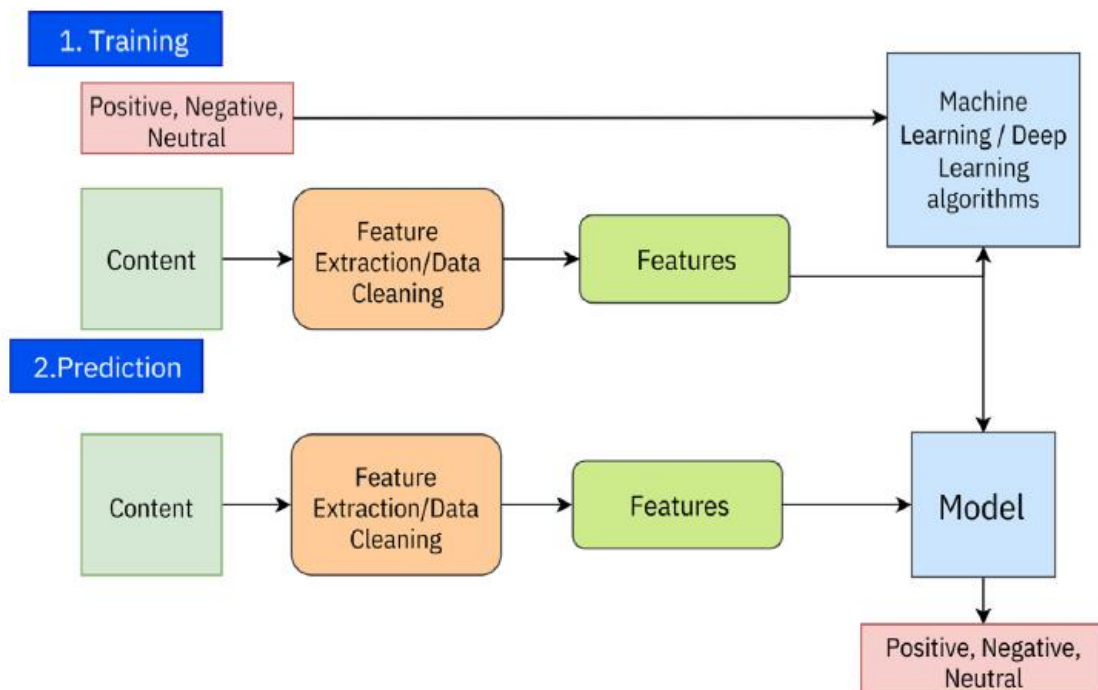 1. Training
Positive, Negative,
Neutral
Machine
Learning / Deep
Learning
algorithms
Content
Feature
Extraction/Data
Cleaning
Features
2.Prediction
Content
Feature
Extraction/Data
Cleaning
Features
Model
Positive, Negative,
Neutral